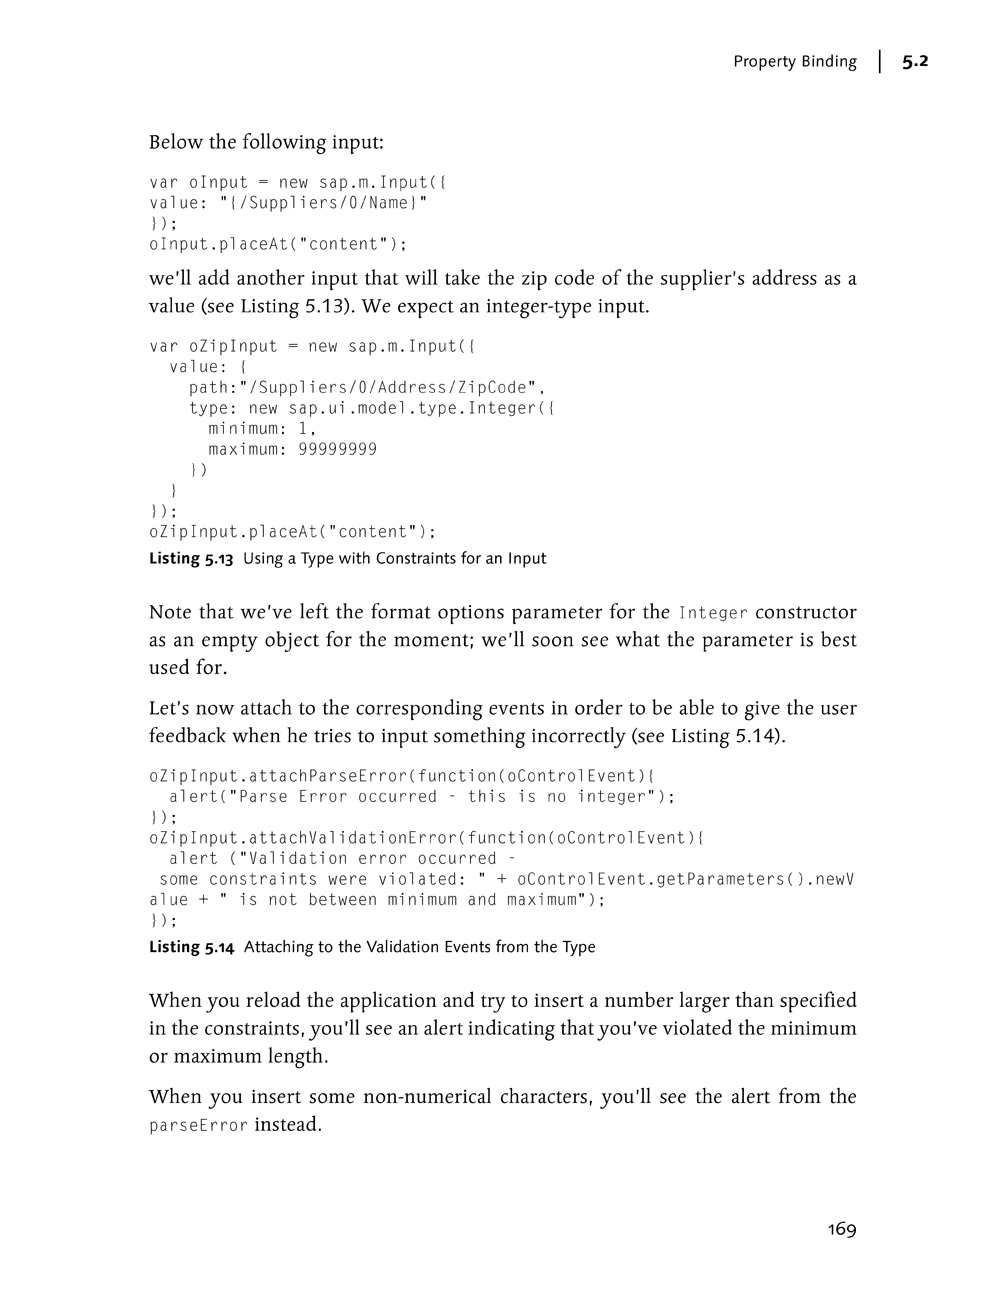 Property Binding | 5.2
Below the following input:
var oInput = new sap.m.Input({
value: "{/Suppliers/0/Name}"
});
oInput.placeAt("content");
we'll add another input that will take the zip code of the supplier's address as a
value (see Listing 5.13). We expect an integer-type input.
var oZipInput = new sap.m.Input({
  value: {
    path:"/Suppliers/0/Address/ZipCode",
    type: new sap.ui.model.type.Integer({
      minimum: 1,
      maximum: 99999999
    })
  }
});
oZipInput.placeAt("content");
Listing 5.13 Using a Type with Constraints for an Input
Note that we've left the format options parameter for the Integer constructor
as an empty object for the moment; we'll soon see what the parameter is best
used for.
Let's now attach to the corresponding events in order to be able to give the user
feedback when he tries to input something incorrectly (see Listing 5.14).
oZipInput.attachParseError(function(oControlEvent){
  alert("Parse Error occurred - this is no integer");
});
oZipInput.attachValidationError(function(oControlEvent){
  alert ("Validation error occurred -
 some constraints were violated: " + oControlEvent.getParameters().newV
alue + " is not between minimum and maximum");
});
Listing 5.14 Attaching to the Validation Events from the Type
When you reload the application and try to insert a number larger than specified
in the constraints, you'll see an alert indicating that you've violated the minimum
or maximum length.
When you insert some non-numerical characters, you'll see the alert from the
parseError instead.
169